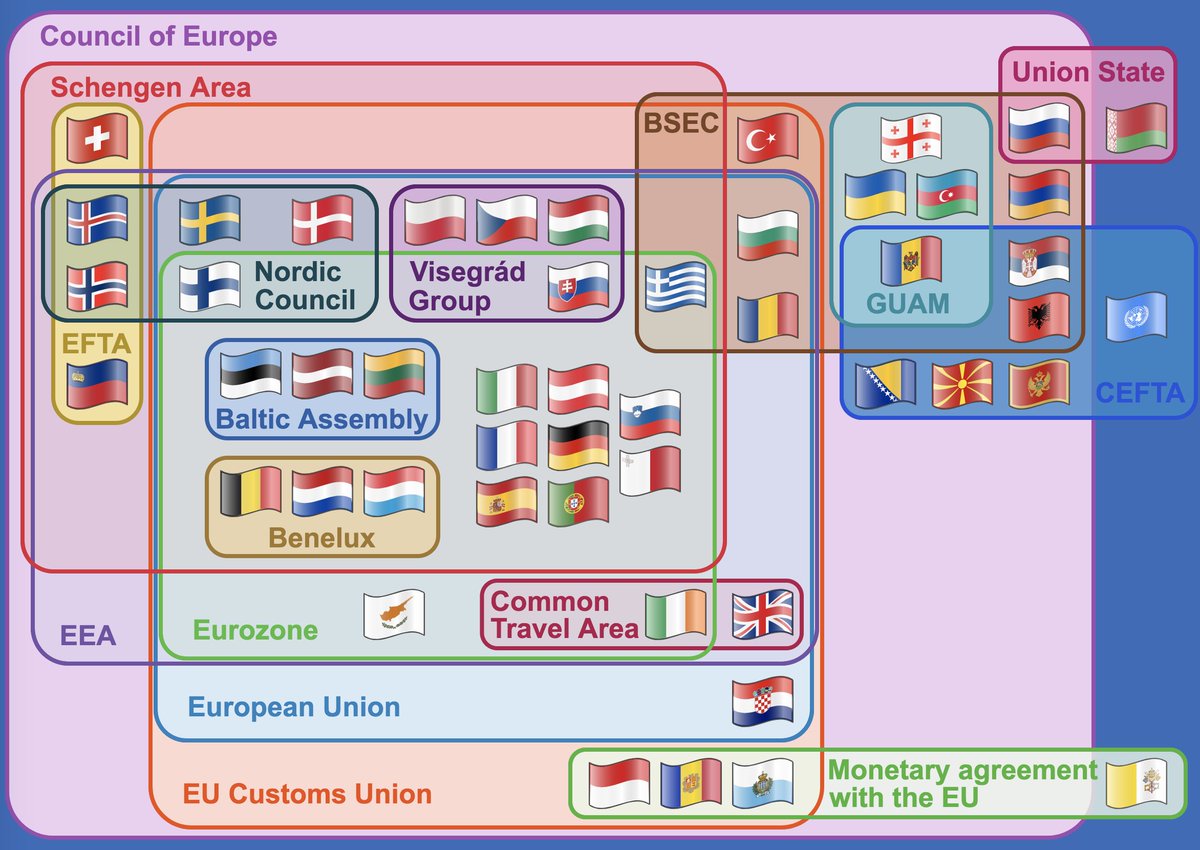 Council of Europe
Schengen Area
Union State
BSEC
Nordic
Council
Visegrád
Group
GUAM
EFTA
CEFTA
Baltic Assembly
Benelux
Common
Travel Area
Eurozone
EEA
European Union
Monetary agreement
with the EU
EU Customs Union